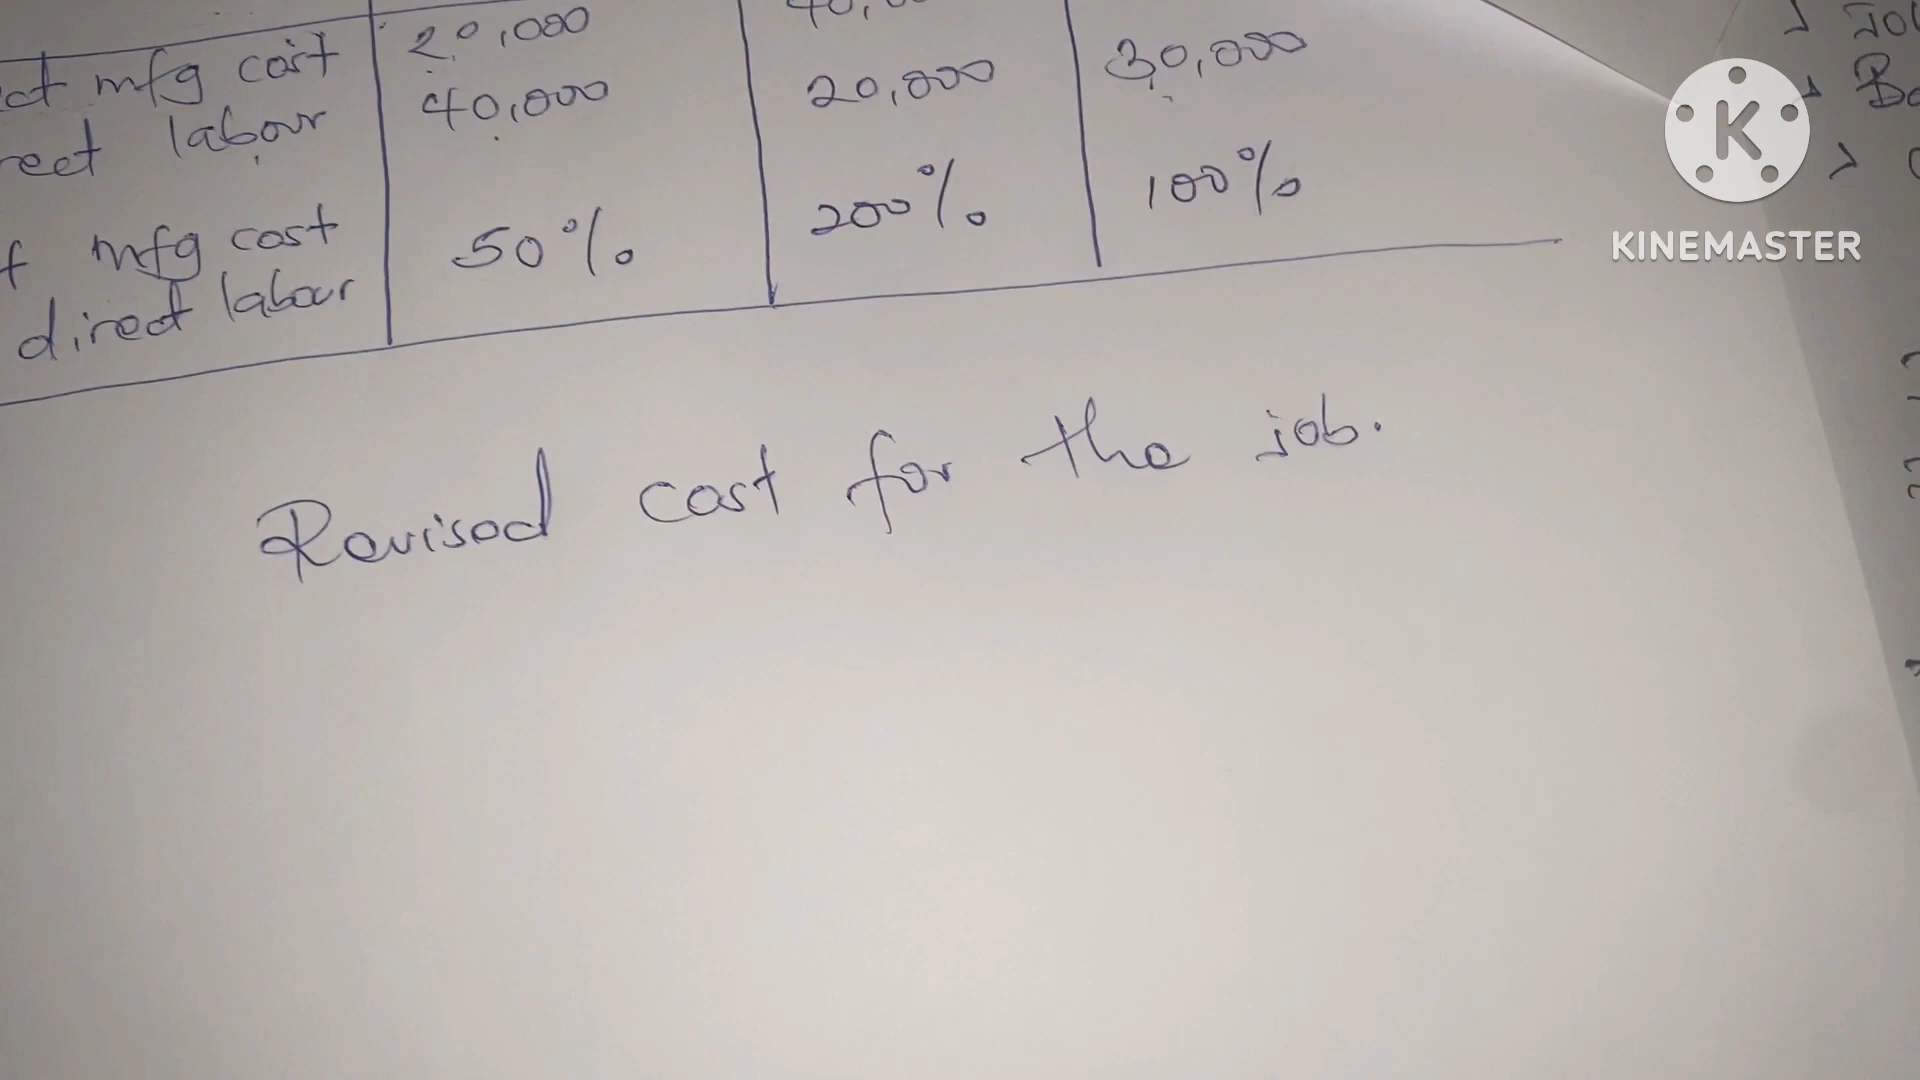 mfg cost 20,000
labour 40,000 20,000 30,000
mfg cost 50% 200% 100%
direct labour
Revised cost for the job.
KINEMASTER